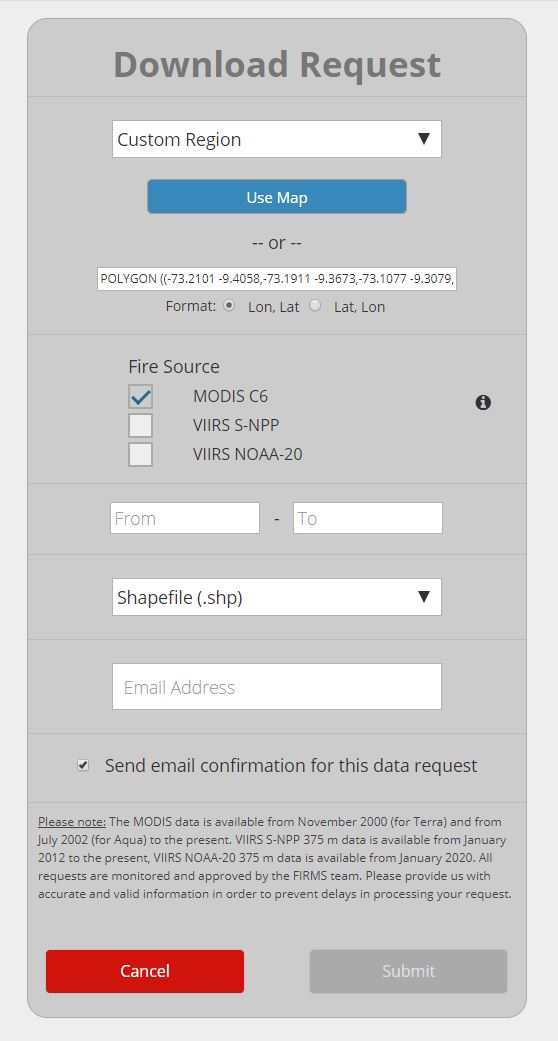 Download Request
Custom Region
Use Map
-- or --
POLYGON ((-73.2101 -9.4058,-73.1911 -9.3673,-73.1077 -9.3079,
Format: Lon, Lat Lat, Lon
Fire Source
MODIS C6
VIIRS S-NPP
VIIRS NOAA-20
From - To
Shapefile (.shp)
Email Address
Send email confirmation for this data request
Please note: The MODIS data is available from November 2000 (for Terra) and from
July 2002 (for Aqua) to the present. VIIRS S-NPP 375 m data is available from January
2012 to the present, VIIRS NOAA-20 375 m data is available from January 2020. All
requests are monitored and approved by the FIRMS team. Please provide us with
accurate and valid information in order to prevent delays in processing your request.
Cancel Submit